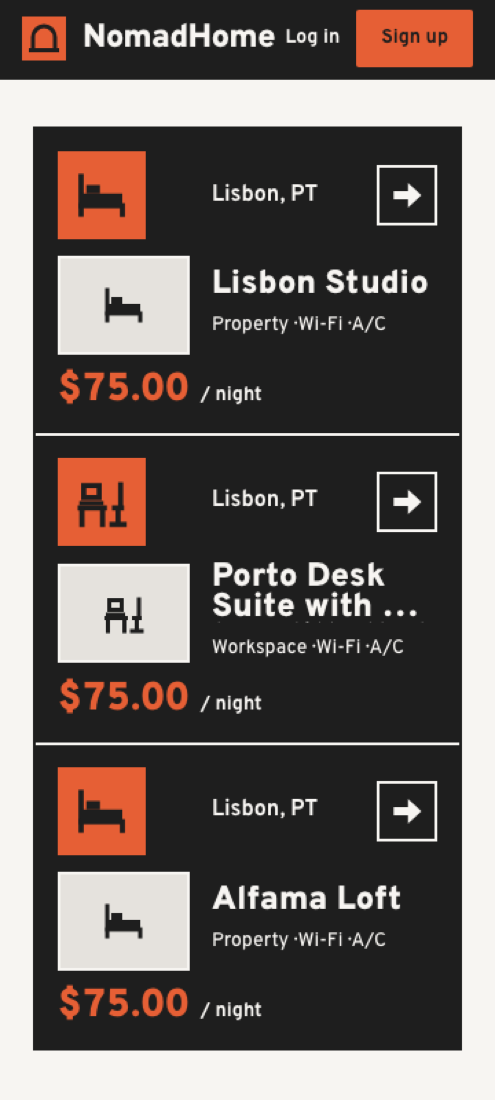 NomadHome Log in Sign up
Lisbon, PT
Lisbon Studio
Property ·Wi-Fi ·A/C
$75.00 / night
Lisbon, PT
Porto Desk
Suite with ...
Workspace ·Wi-Fi ·A/C
$75.00 / night
Lisbon, PT
Alfama Loft
Property ·Wi-Fi ·A/C
$75.00 / night